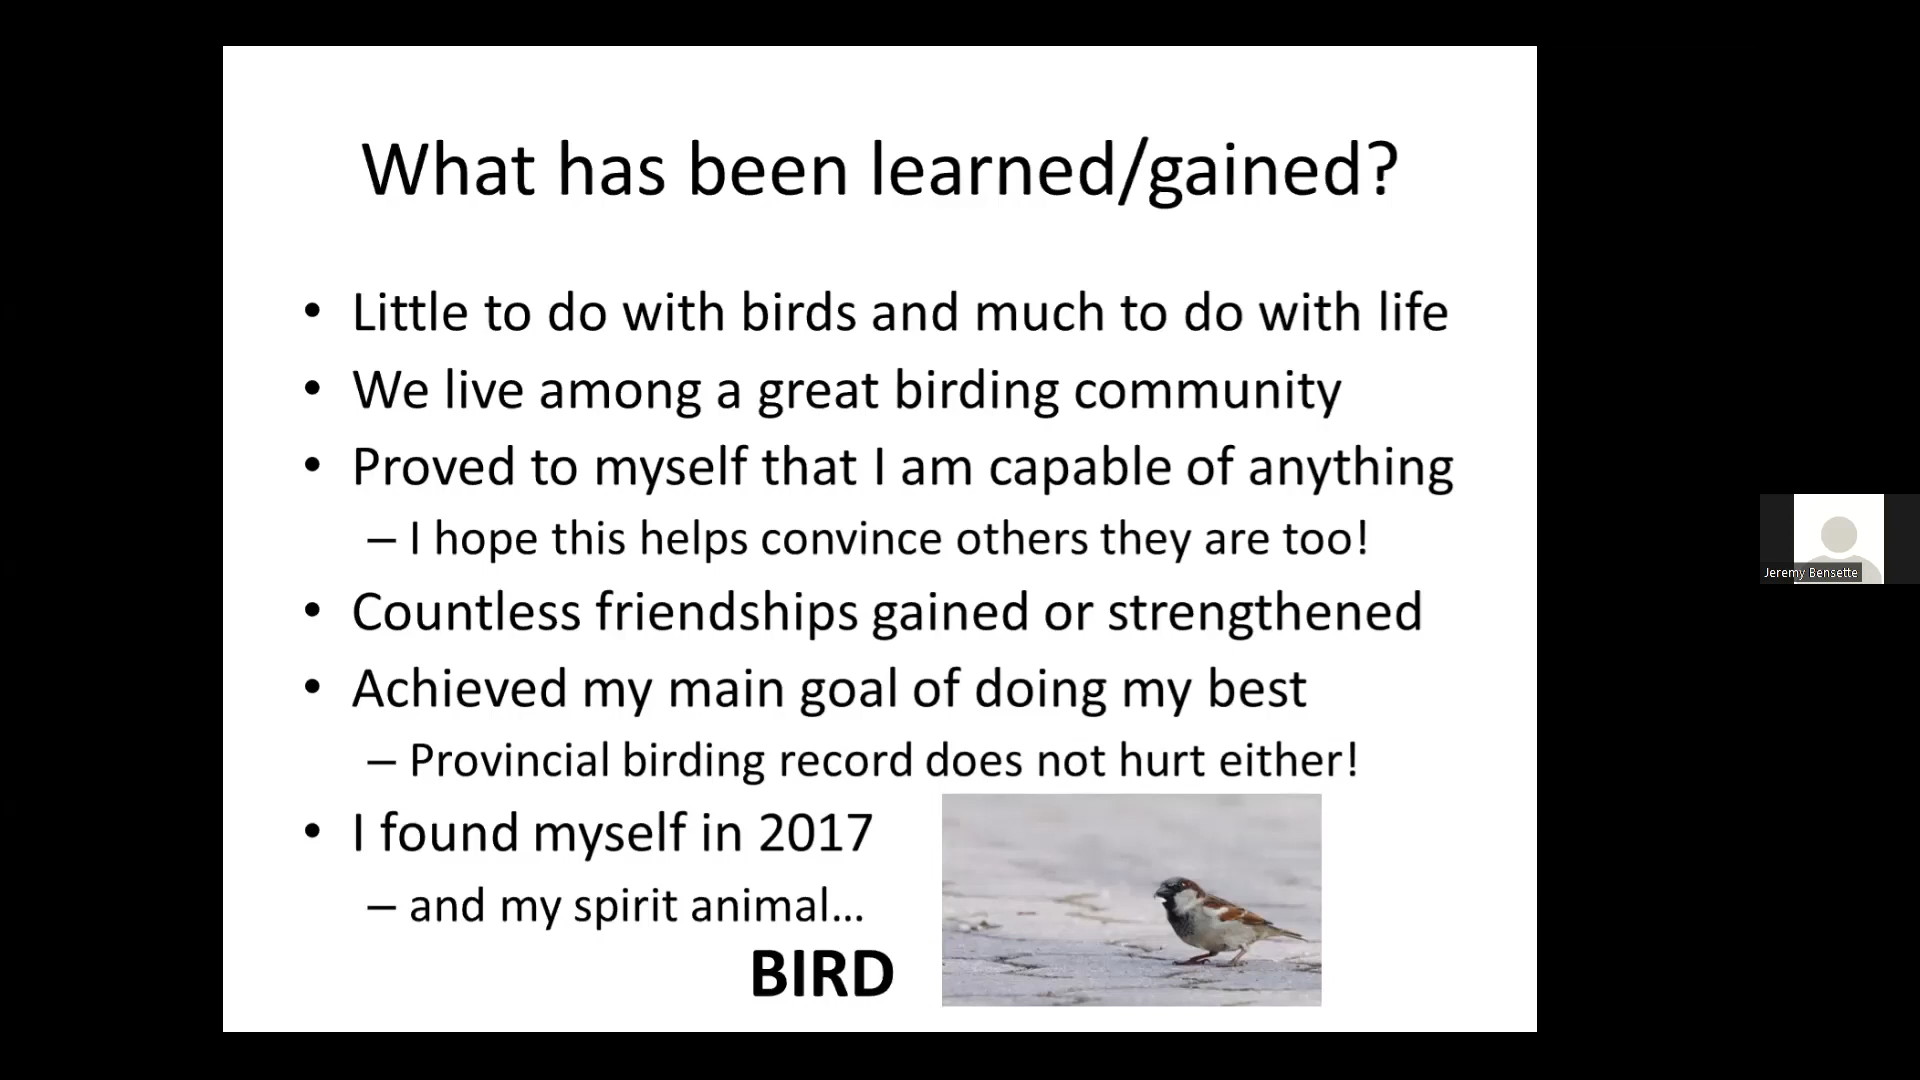 What has been learned/gained?
• Little to do with birds and much to do with life
• We live among a great birding community
• Proved to myself that I am capable of anything
– I hope this helps convince others they are too!
• Countless friendships gained or strengthened
• Achieved my main goal of doing my best
– Provincial birding record does not hurt either!
• I found myself in 2017
– and my spirit animal…
BIRD
Jeremy Bensette